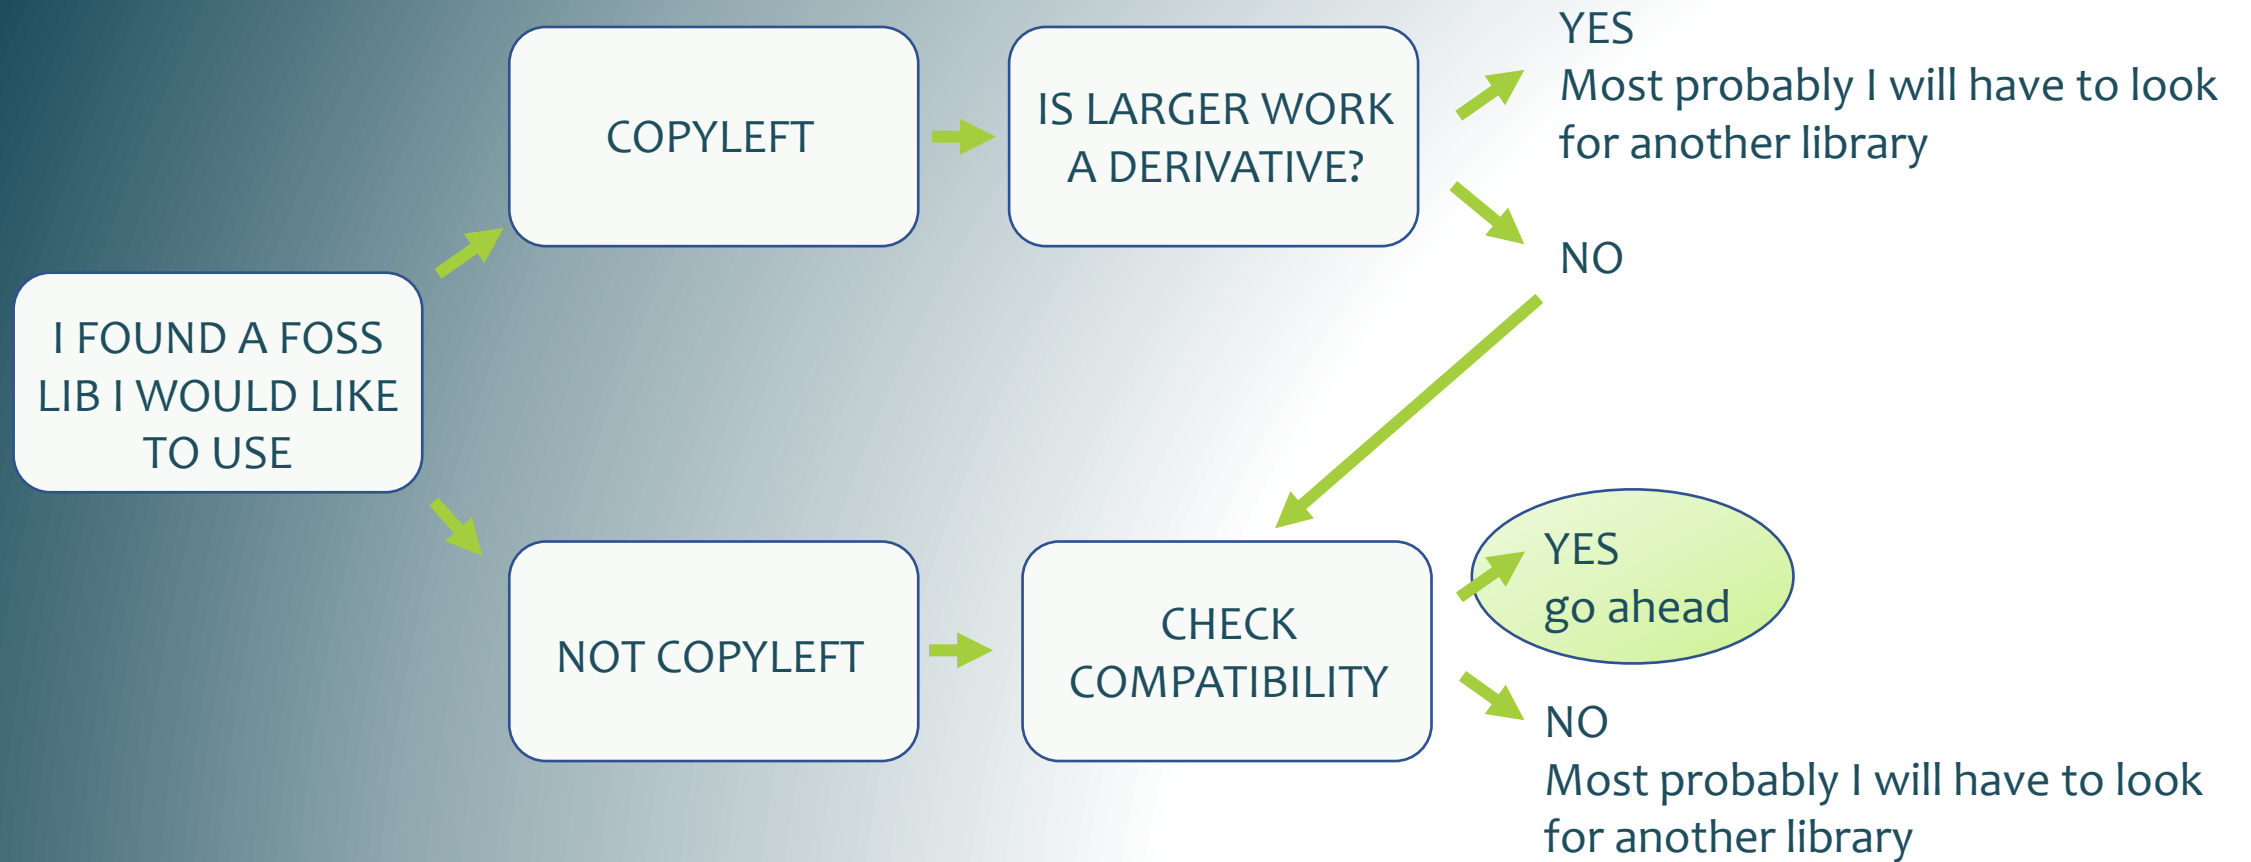 I FOUND A FOSS
LIB I WOULD LIKE
TO USE
COPYLEFT
IS LARGER WORK
A DERIVATIVE?
YES
Most probably I will have to look
for another library
NO
NOT COPYLEFT
CHECK
COMPATIBILITY
YES
go ahead
NO
Most probably I will have to look
for another library